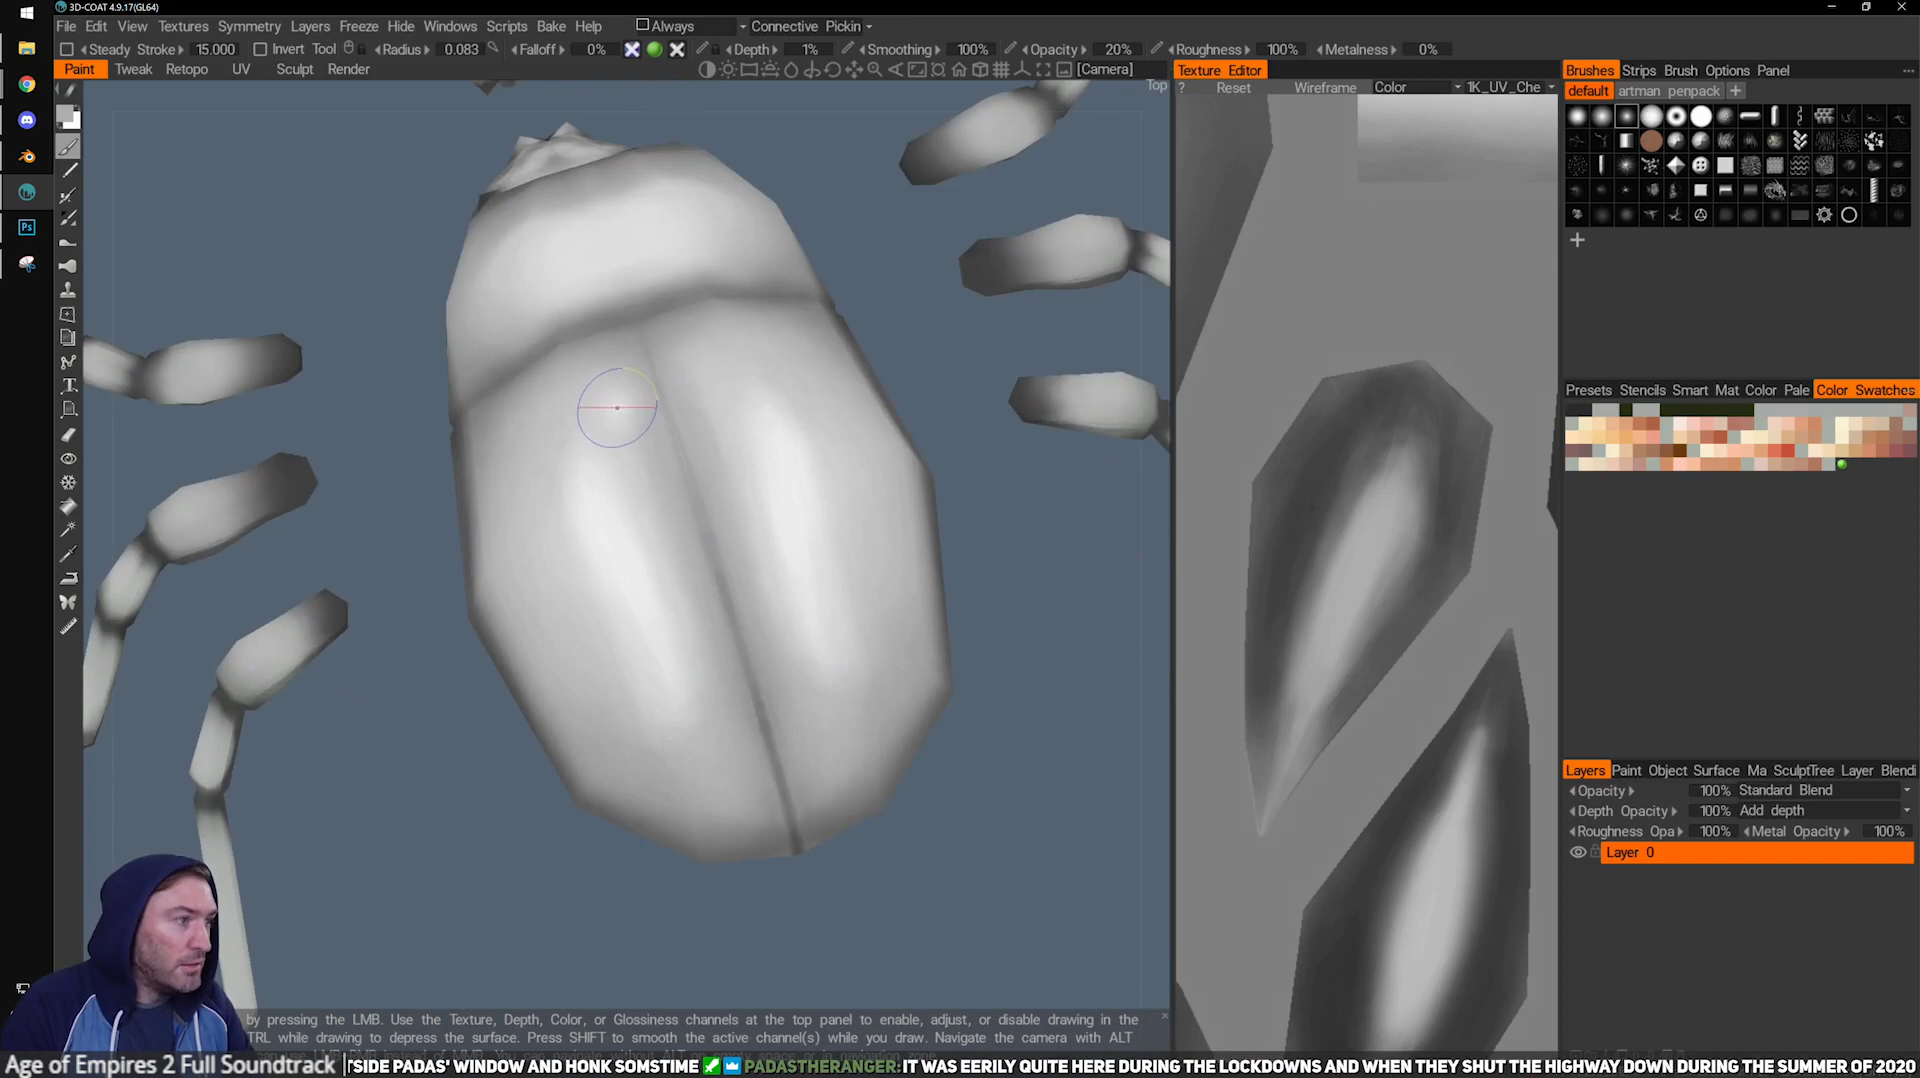 3D-COAT 4.9.17(GL64)
File Edit View Textures Symmetry Layers Freeze Hide Windows Scripts Bake Help Always Connective Pickin
Steady Stroke 15.000 Invert Tool Radius 0.083 Falloff 0% Depth 1% Smoothing 100% Opacity 20% Roughness 100% Metalness 0%
Paint Tweak Retopo UV Sculpt Render [Camera]
Top
Texture Editor
? Reset Wireframe Color 1K_UV_Che
Brushes Strips Brush Options Panel
default artman penpack +
Presets Stencils Smart Mat Color Pale Color Swatches
Layers Paint Object Surface Ma SculptTree Layer Blendi
Opacity 100% Standard Blend
Depth Opacity 100% Add depth
Roughness Opa 100% Metal Opacity 100%
Layer 0
Ps
by pressing the LMB. Use the Texture, Depth, Color, or Glossiness channels at the top panel to enable, adjust, or disable drawing in the
TRL while drawing to depress the surface. Press SHIFT to smooth the active channel(s) while you draw. Navigate the camera with ALT
Age of Empires 2 Full Soundtrack
'SIDE PADAS' WINDOW AND HONK SOMSTIME PADASTHERANGER: IT WAS EERILY QUITE HERE DURING THE LOCKDOWNS AND WHEN THEY SHUT THE HIGHWAY DOWN DURING THE SUMMER OF 2020